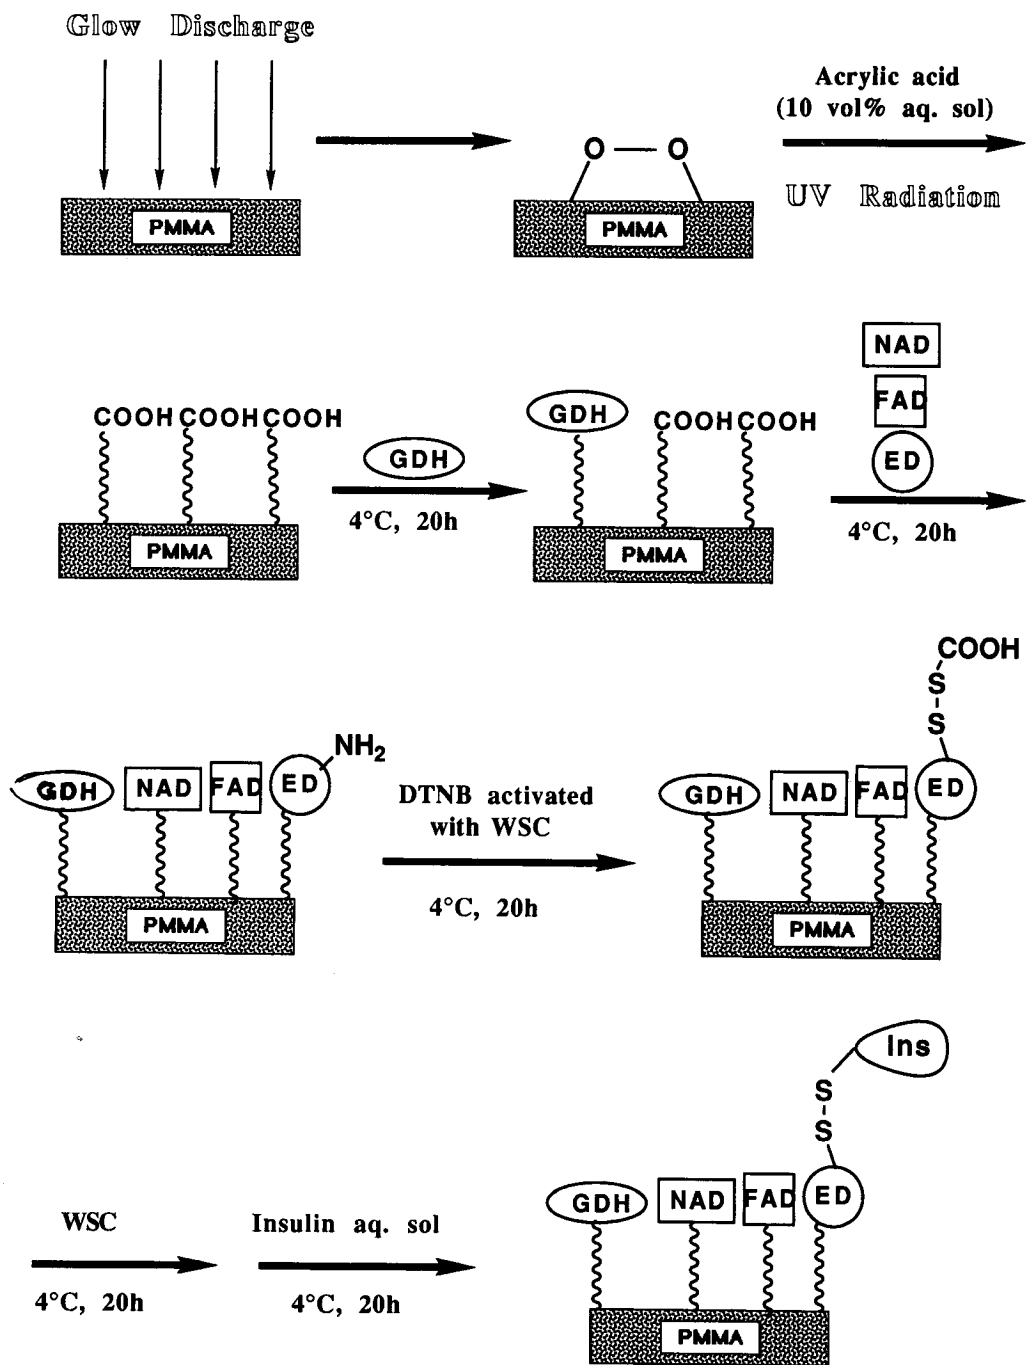 Glow Discharge
PMMA
O — O
PMMA
Acrylic acid
(10 vol% aq. sol)
UV Radiation
COOH COOH COOH
PMMA
GDH
4°C, 20h
GDH
COOH COOH
PMMA
NAD
FAD
ED
4°C, 20h
GDH NAD FAD ED
NH2
PMMA
DTNB activated
with WSC
4°C, 20h
COOH
S
S
GDH NAD FAD ED
PMMA
WSC
4°C, 20h
Insulin aq. sol
4°C, 20h
Ins
S
S
GDH NAD FAD ED
PMMA